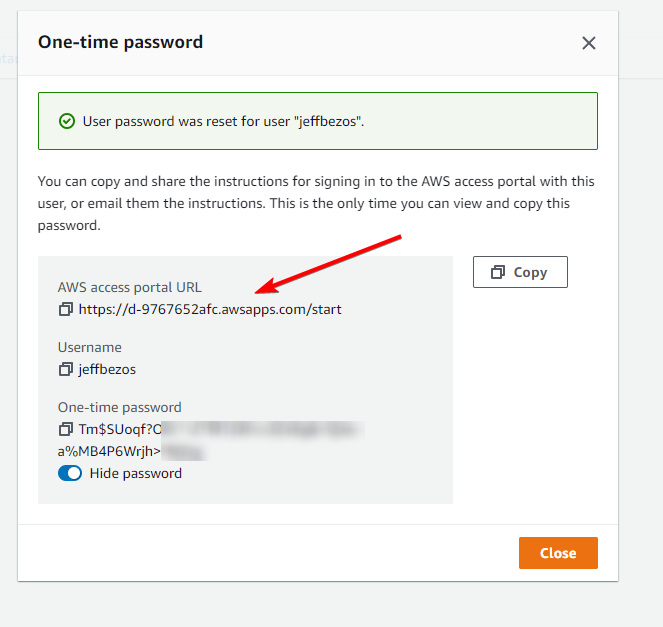 One-time password
User password was reset for user "jeffbezos".
You can copy and share the instructions for signing in to the AWS access portal with this
user, or email them the instructions. This is the only time you can view and copy this
password.
Copy
AWS access portal URL
https://d-9767652afc.awsapps.com/start
Username
jeffbezos
One-time password
Tm$SUoqf?O
a%MB4P6Wrjh>
Hide password
Close